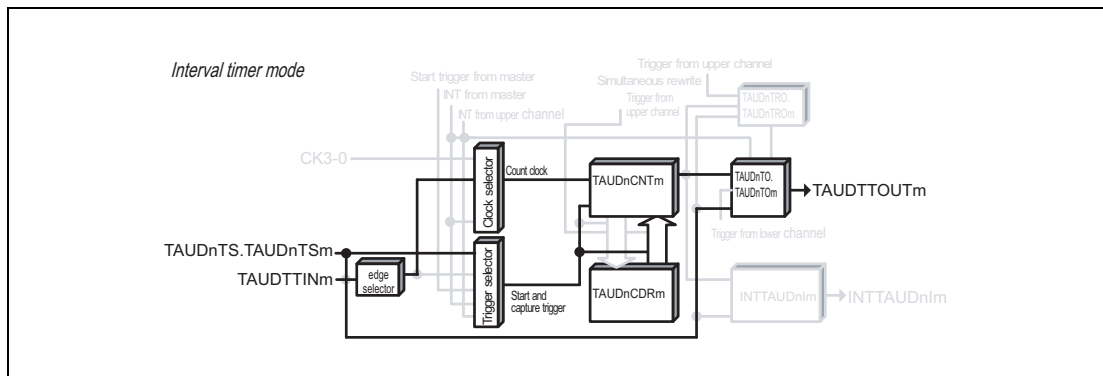 Interval timer mode
Trigger from upper channel
Start trigger from master
Simultaneous rewrite
INT from master
Trigger from
upper channel
INT from upper channel
TAUDnTRO.
TAUDnTROm
CK3-0
Clock selector
Count clock
TAUDnCNTm
TAUDnTO.
TAUDnTOm
TAUDTTOUTm
Trigger from lower channel
TAUDnTS.TAUDnTSm
TAUDTTINm
edge
selector
Trigger selector
Start and
capture trigger
TAUDnCDRm
INTTAUDnIm
INTTAUDnIm